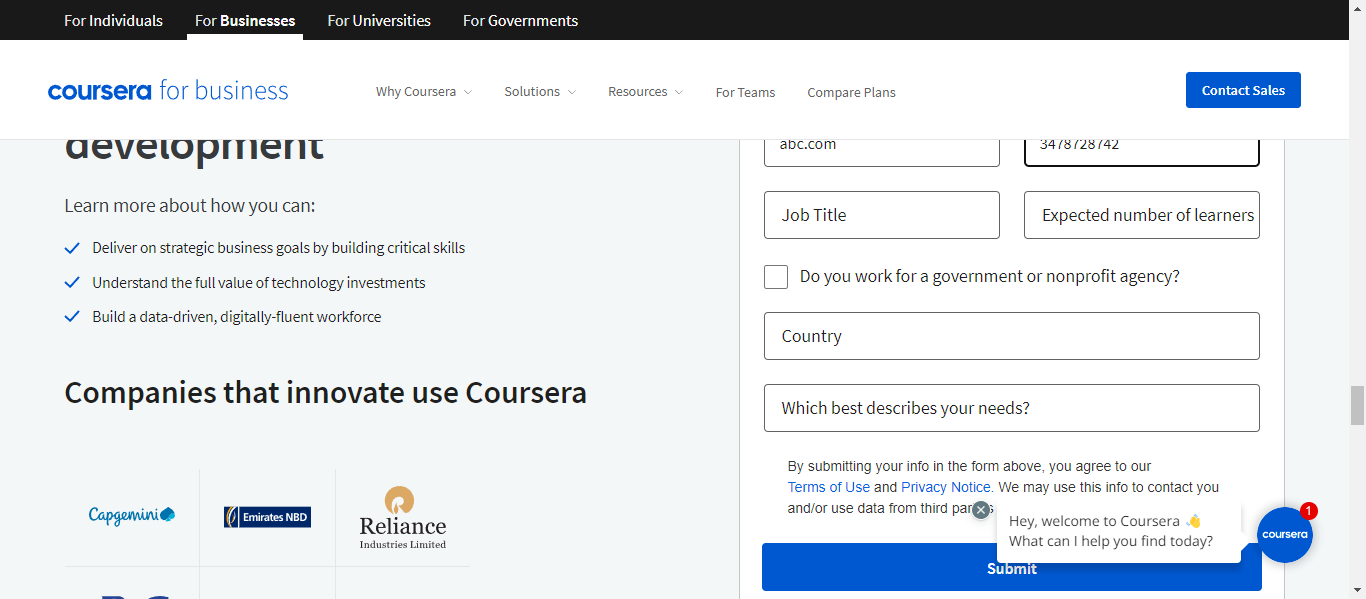 For Individuals
For Businesses
For Universities
For Governments
coursera for business
Why Coursera
Solutions
Resources
For Teams
Compare Plans
Contact Sales
development
Learn more about how you can:
Deliver on strategic business goals by building critical skills
Understand the full value of technology investments
Build a data-driven, digitally-fluent workforce
Companies that innovate use Coursera
Capgemini
Emirates NBD
Reliance
Industries Limited
abc.com
3478728742
Job Title
Expected number of learners
Do you work for a government or nonprofit agency?
Country
Which best describes your needs?
By submitting your info in the form above, you agree to our
Terms of Use and Privacy Notice. We may use this info to contact you
and/or use data from third
Hey, welcome to Coursera 👋
What can I help you find today?
coursera
1
Submit